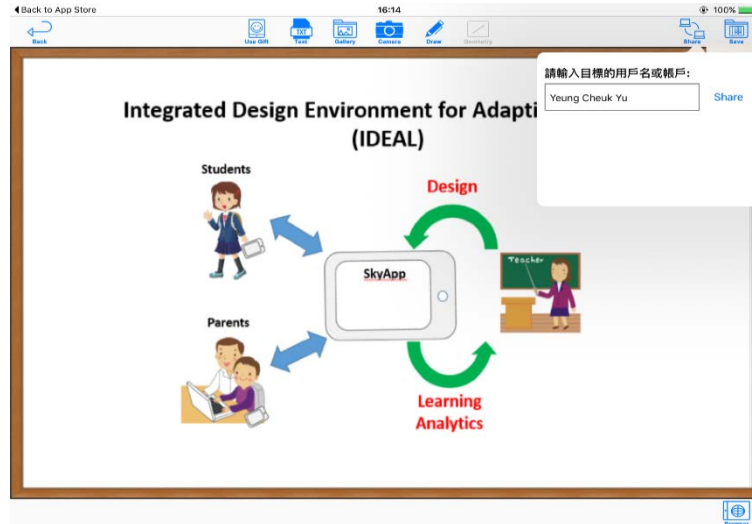 Back to App Store
16:14
100%
Back
Use Gift
TXT
Text
Gallery
Camera
Draw
Geometry
Share
Save
請輸入目標的用戶名或帳戶:
Yeung Cheuk Yu
Share
Integrated Design Environment for Adapti
(IDEAL)
Students
Design
SkyApp
Teacher
Parents
Learning
Analytics